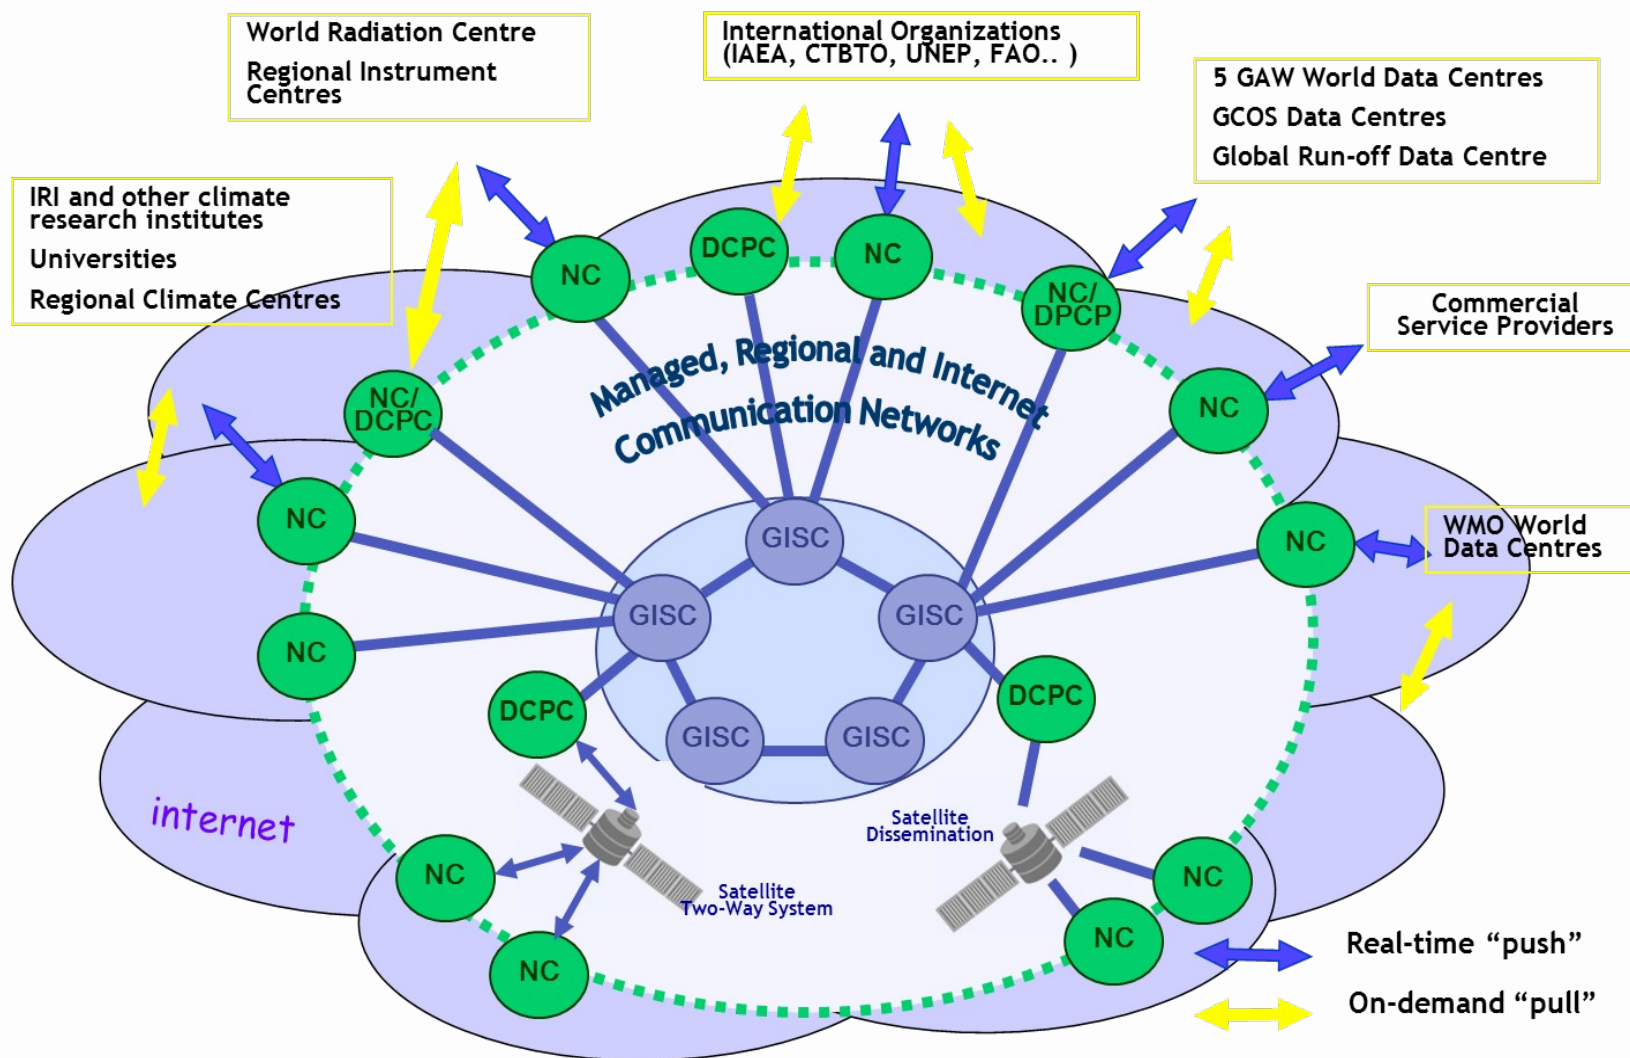 World Radiation Centre
Regional Instrument
Centres
International Organizations
(IAEA, CTBTO, UNEP, FAO.. )
5 GAW World Data Centres
GCOS Data Centres
Global Run-off Data Centre
IRI and other climate
research institutes
Universities
Regional Climate Centres
Commercial
Service Providers
WMO World
Data Centres
NC
DCPC
NC
NC/
DPCP
NC/
DCPC
NC
NC
NC
NC
Managed, Regional and Internet
Communication Networks
GISC
GISC
GISC
GISC
GISC
DCPC
DCPC
internet
Satellite
Dissemination
Satellite
Two-Way System
NC
NC
NC
NC
Real-time “push”
On-demand “pull”